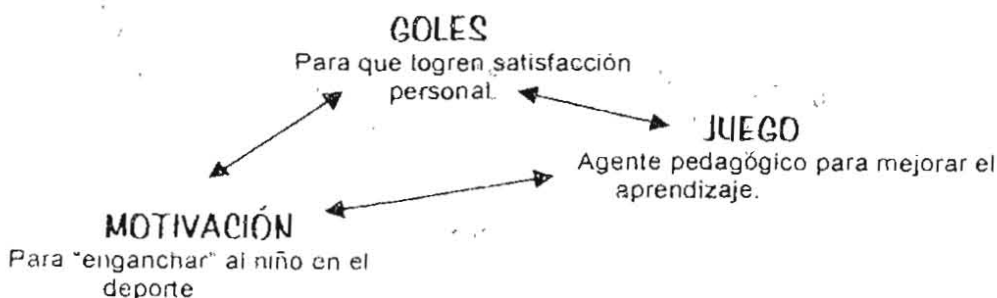 GOLES
Para que logren satisfacción
personal.
JUEGO
Agente pedagógico para mejorar el
aprendizaje.
MOTIVACIÓN
Para "enganchar" al niño en el
deporte